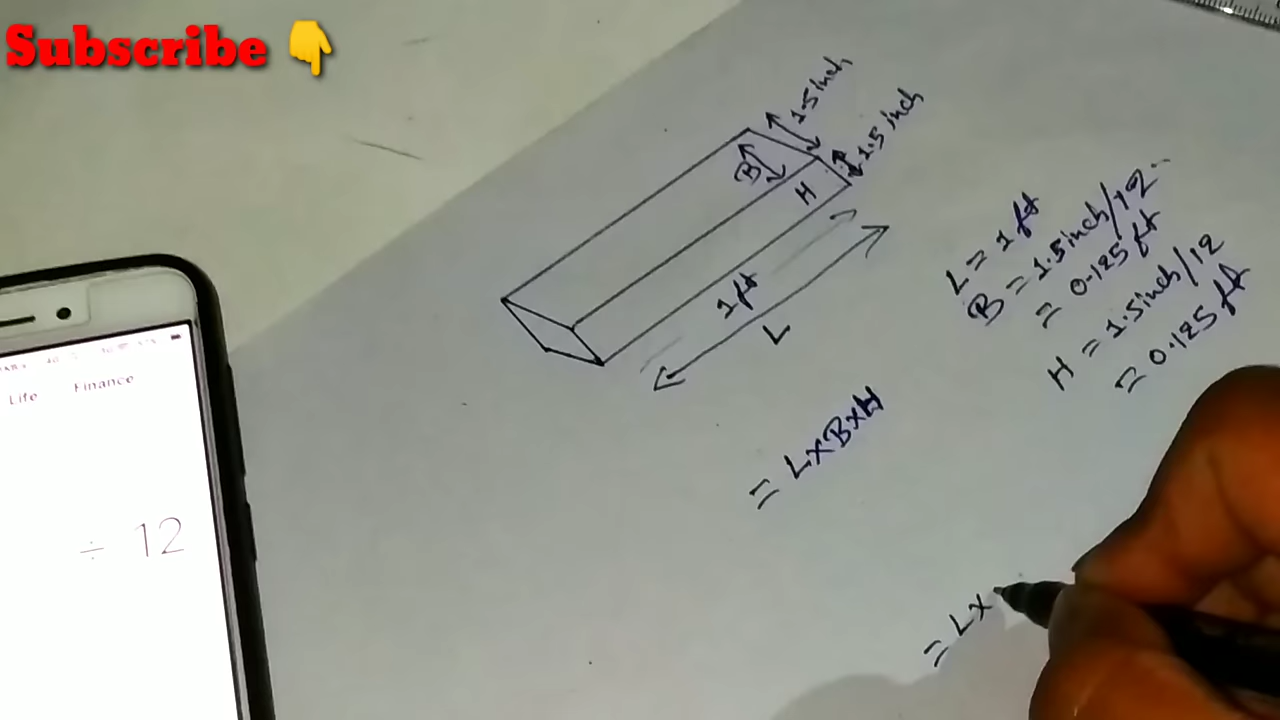 Subscribe 👇
1.5 inch
1.5 inch
B
H
1 ft
L
L = 1 ft
B = 1.5 inch/12
= 0.125 ft
H = 1.5 inch/12
= 0.125 ft
= L×B×H
= L×
Life Finance
÷ 12